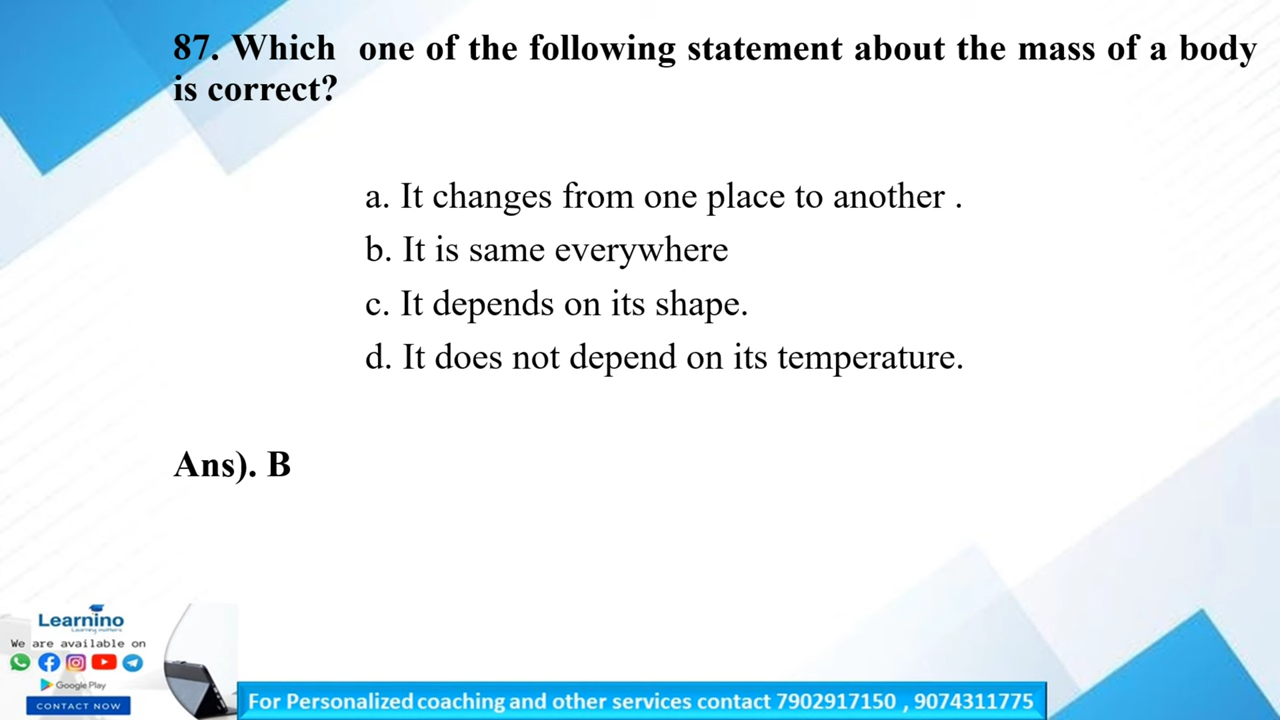 87. Which one of the following statement about the mass of a body
is correct?
a. It changes from one place to another .
b. It is same everywhere
c. It depends on its shape.
d. It does not depend on its temperature.
Ans). B
Learnino
Learning matters
We are available on
Google Play
CONTACT NOW
For Personalized coaching and other services contact 7902917150 , 9074311775